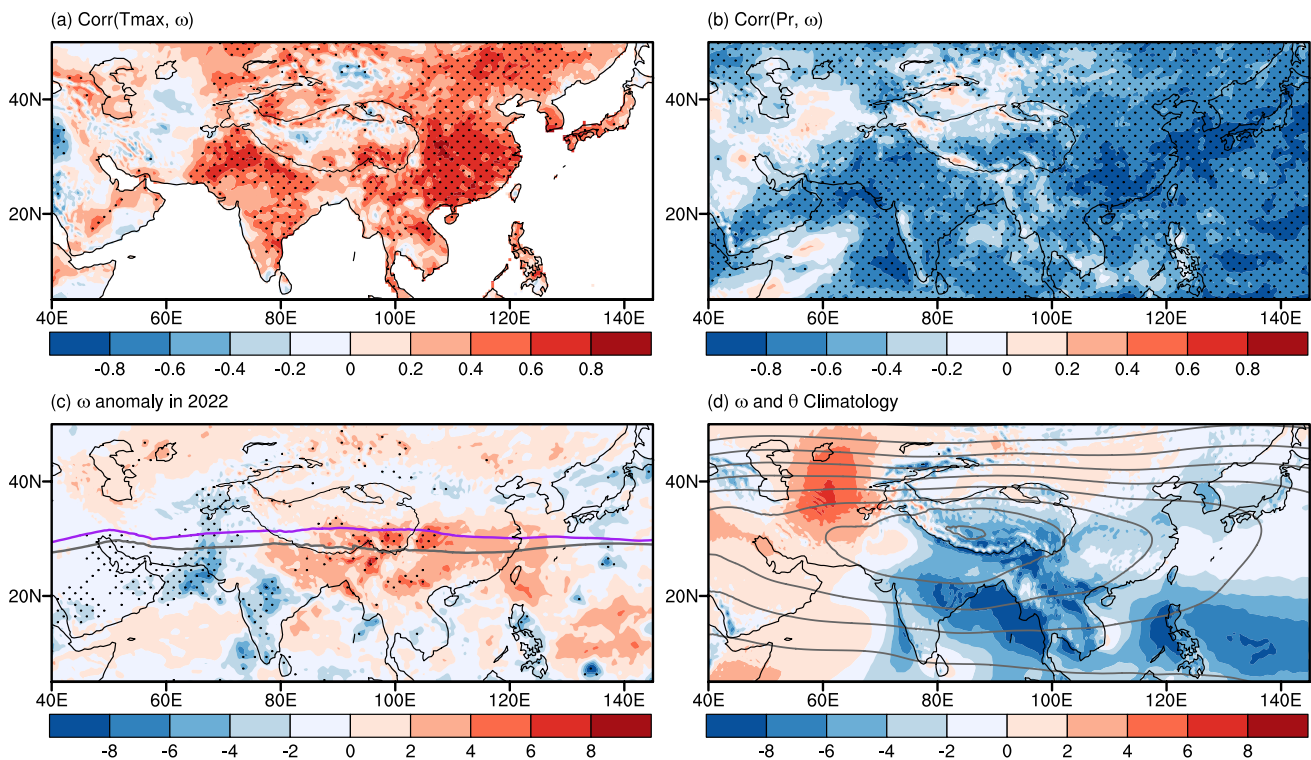 (a) Corr(Tmax, ω)
(b) Corr(Pr, ω)
40N
20N
40N
20N
40E 60E 80E 100E 120E 140E
40E 60E 80E 100E 120E 140E
-0.8 -0.6 -0.4 -0.2 0 0.2 0.4 0.6 0.8
-0.8 -0.6 -0.4 -0.2 0 0.2 0.4 0.6 0.8
(c) ω anomaly in 2022
(d) ω and θ Climatology
40N
20N
40N
20N
40E 60E 80E 100E 120E 140E
40E 60E 80E 100E 120E 140E
-8 -6 -4 -2 0 2 4 6 8
-8 -6 -4 -2 0 2 4 6 8